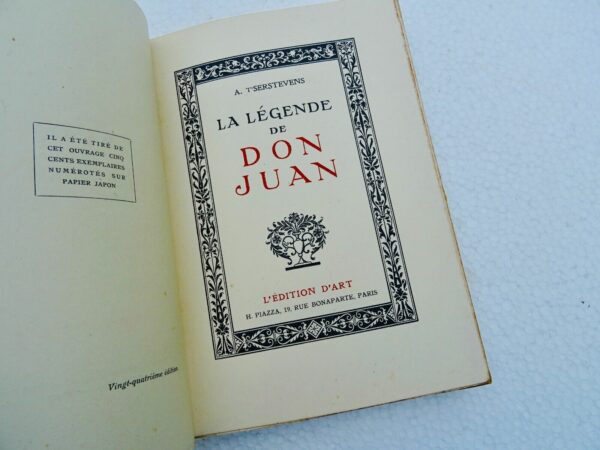 IL A ÉTÉ TIRÉ DE
CET OUVRAGE CINQ
CENTS EXEMPLAIRES
NUMÉROTÉS SUR
PAPIER JAPON
Vingt-quatrième édition
A. T'SERSTEVENS
LA LÉGENDE
DE
DON
JUAN
L'ÉDITION D'ART
H. PIAZZA, 19, RUE BONAPARTE, PARIS